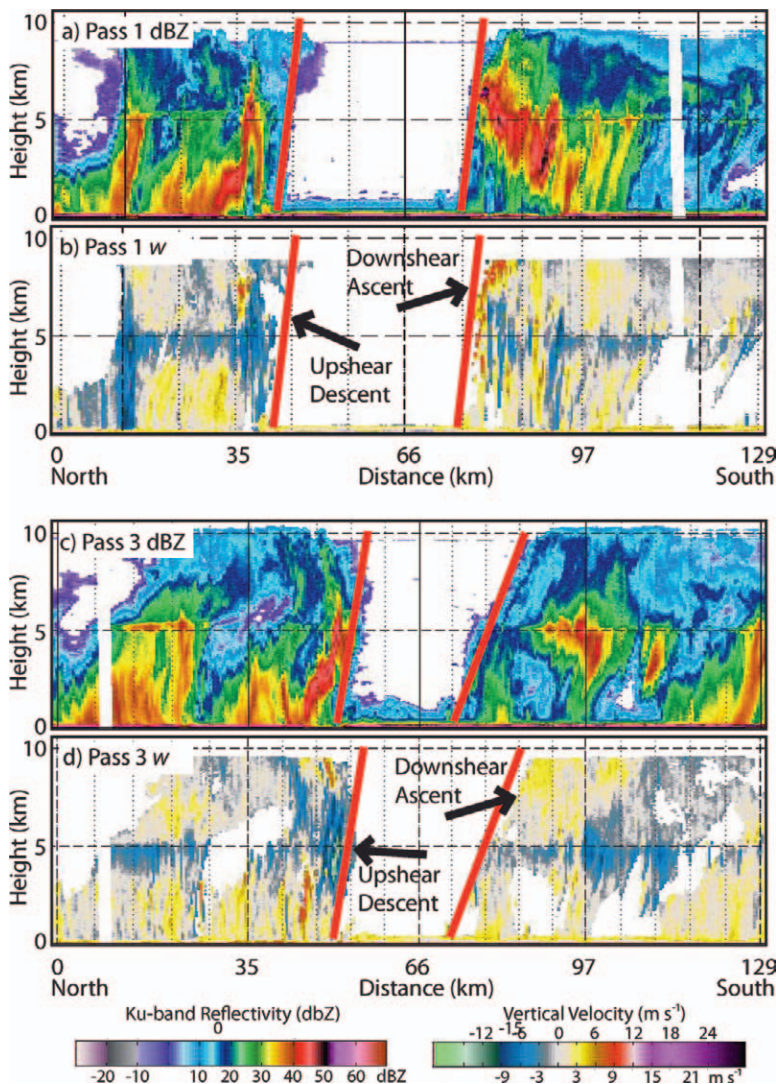 10
a) Pass 1 dBZ
Height (km)
5
0
10
b) Pass 1 w
Downshear
Ascent
Height (km)
5
Upshear
Descent
0
0 35 66 97 129
North Distance (km) South
10
c) Pass 3 dBZ
Height (km)
5
0
10
d) Pass 3 w
Downshear
Ascent
Height (km)
5
Upshear
Descent
0
0 35 66 97 129
North Distance (km) South
Ku-band Reflectivity (dbZ) Vertical Velocity (m s⁻¹)
0
-12 -1.5 0 6 12 18 24
-20 -10 10 20 30 40 50 60 dBZ
-9 -3 3 9 15 21 m s⁻¹